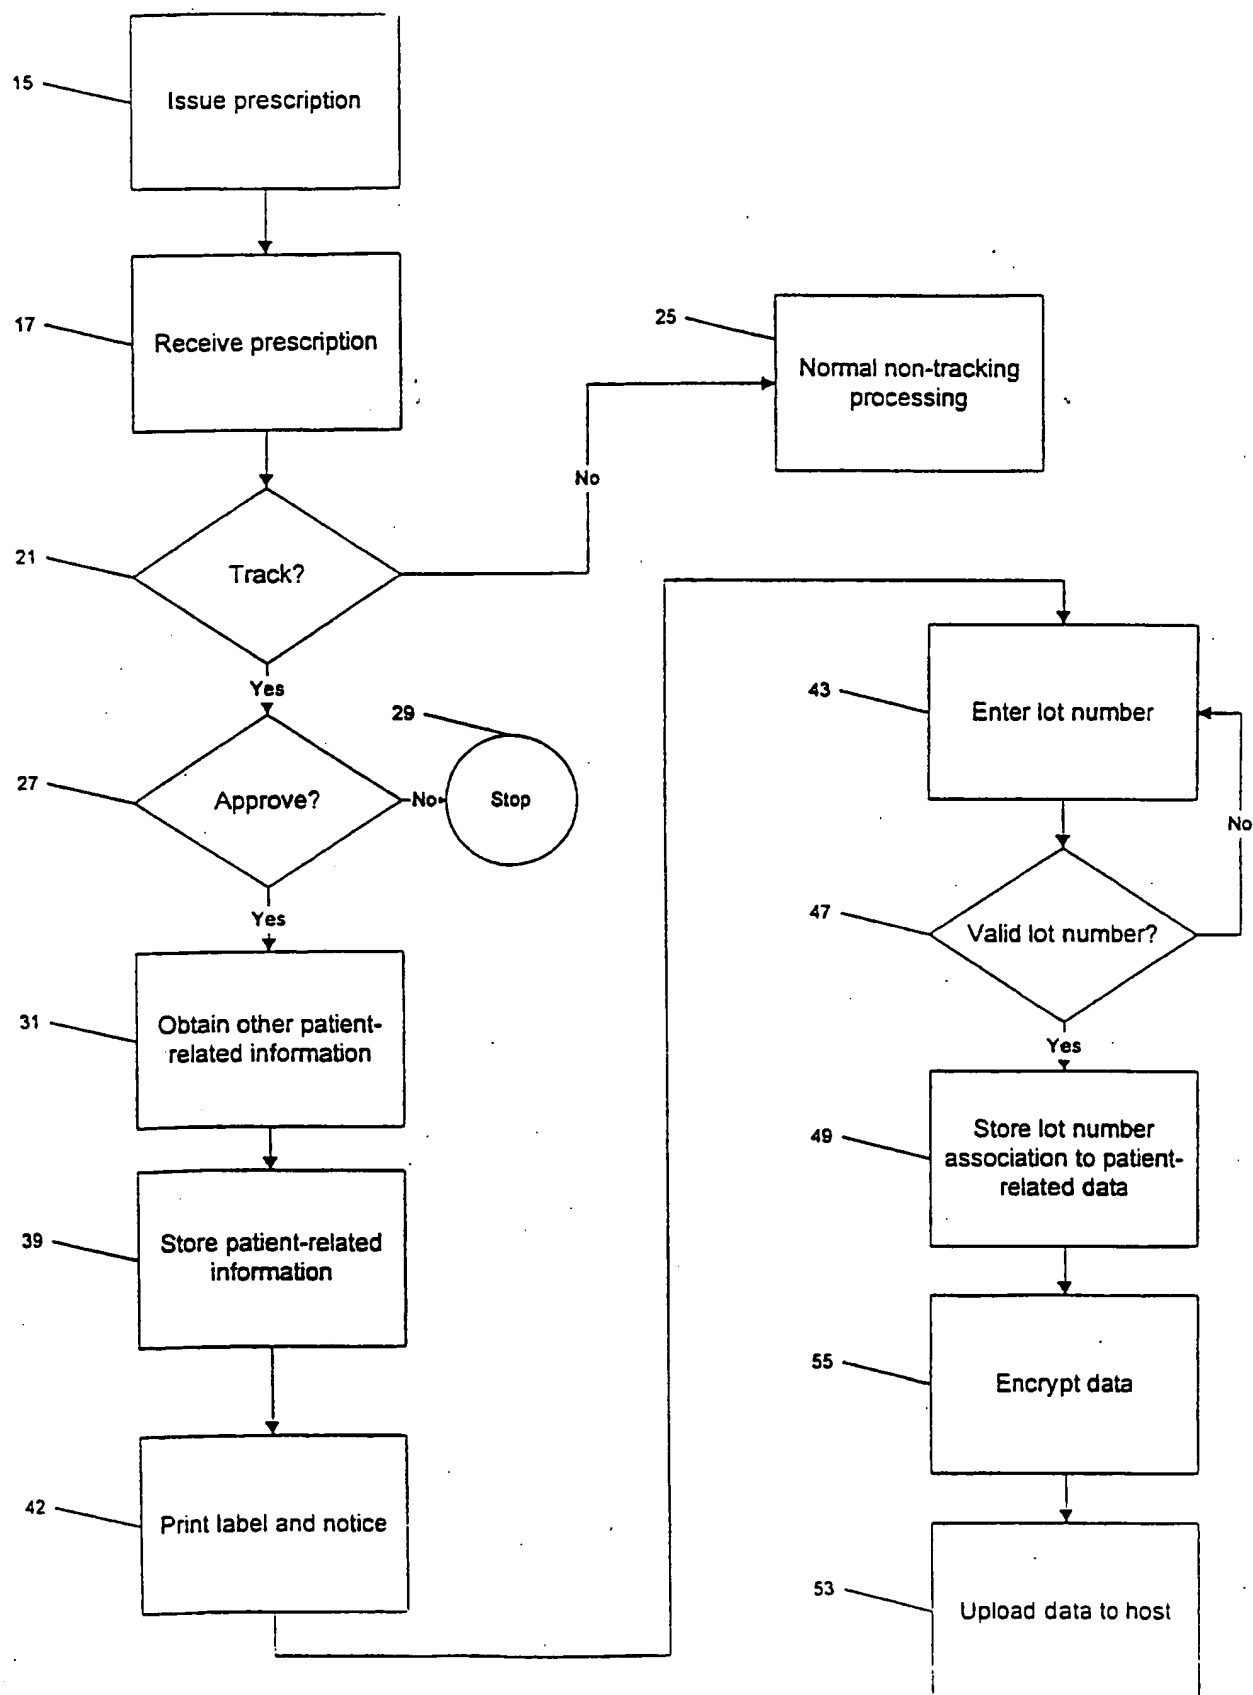 15
Issue prescription
17
Receive prescription
25
Normal non-tracking
processing
No
21
Track?
Yes
29
27
Approve?
No
Stop
Yes
31
Obtain other patient-
related information
39
Store patient-related
information
42
Print label and notice
43
Enter lot number
No
47
Valid lot number?
Yes
49
Store lot number
association to patient-
related data
55
Encrypt data
53
Upload data to host